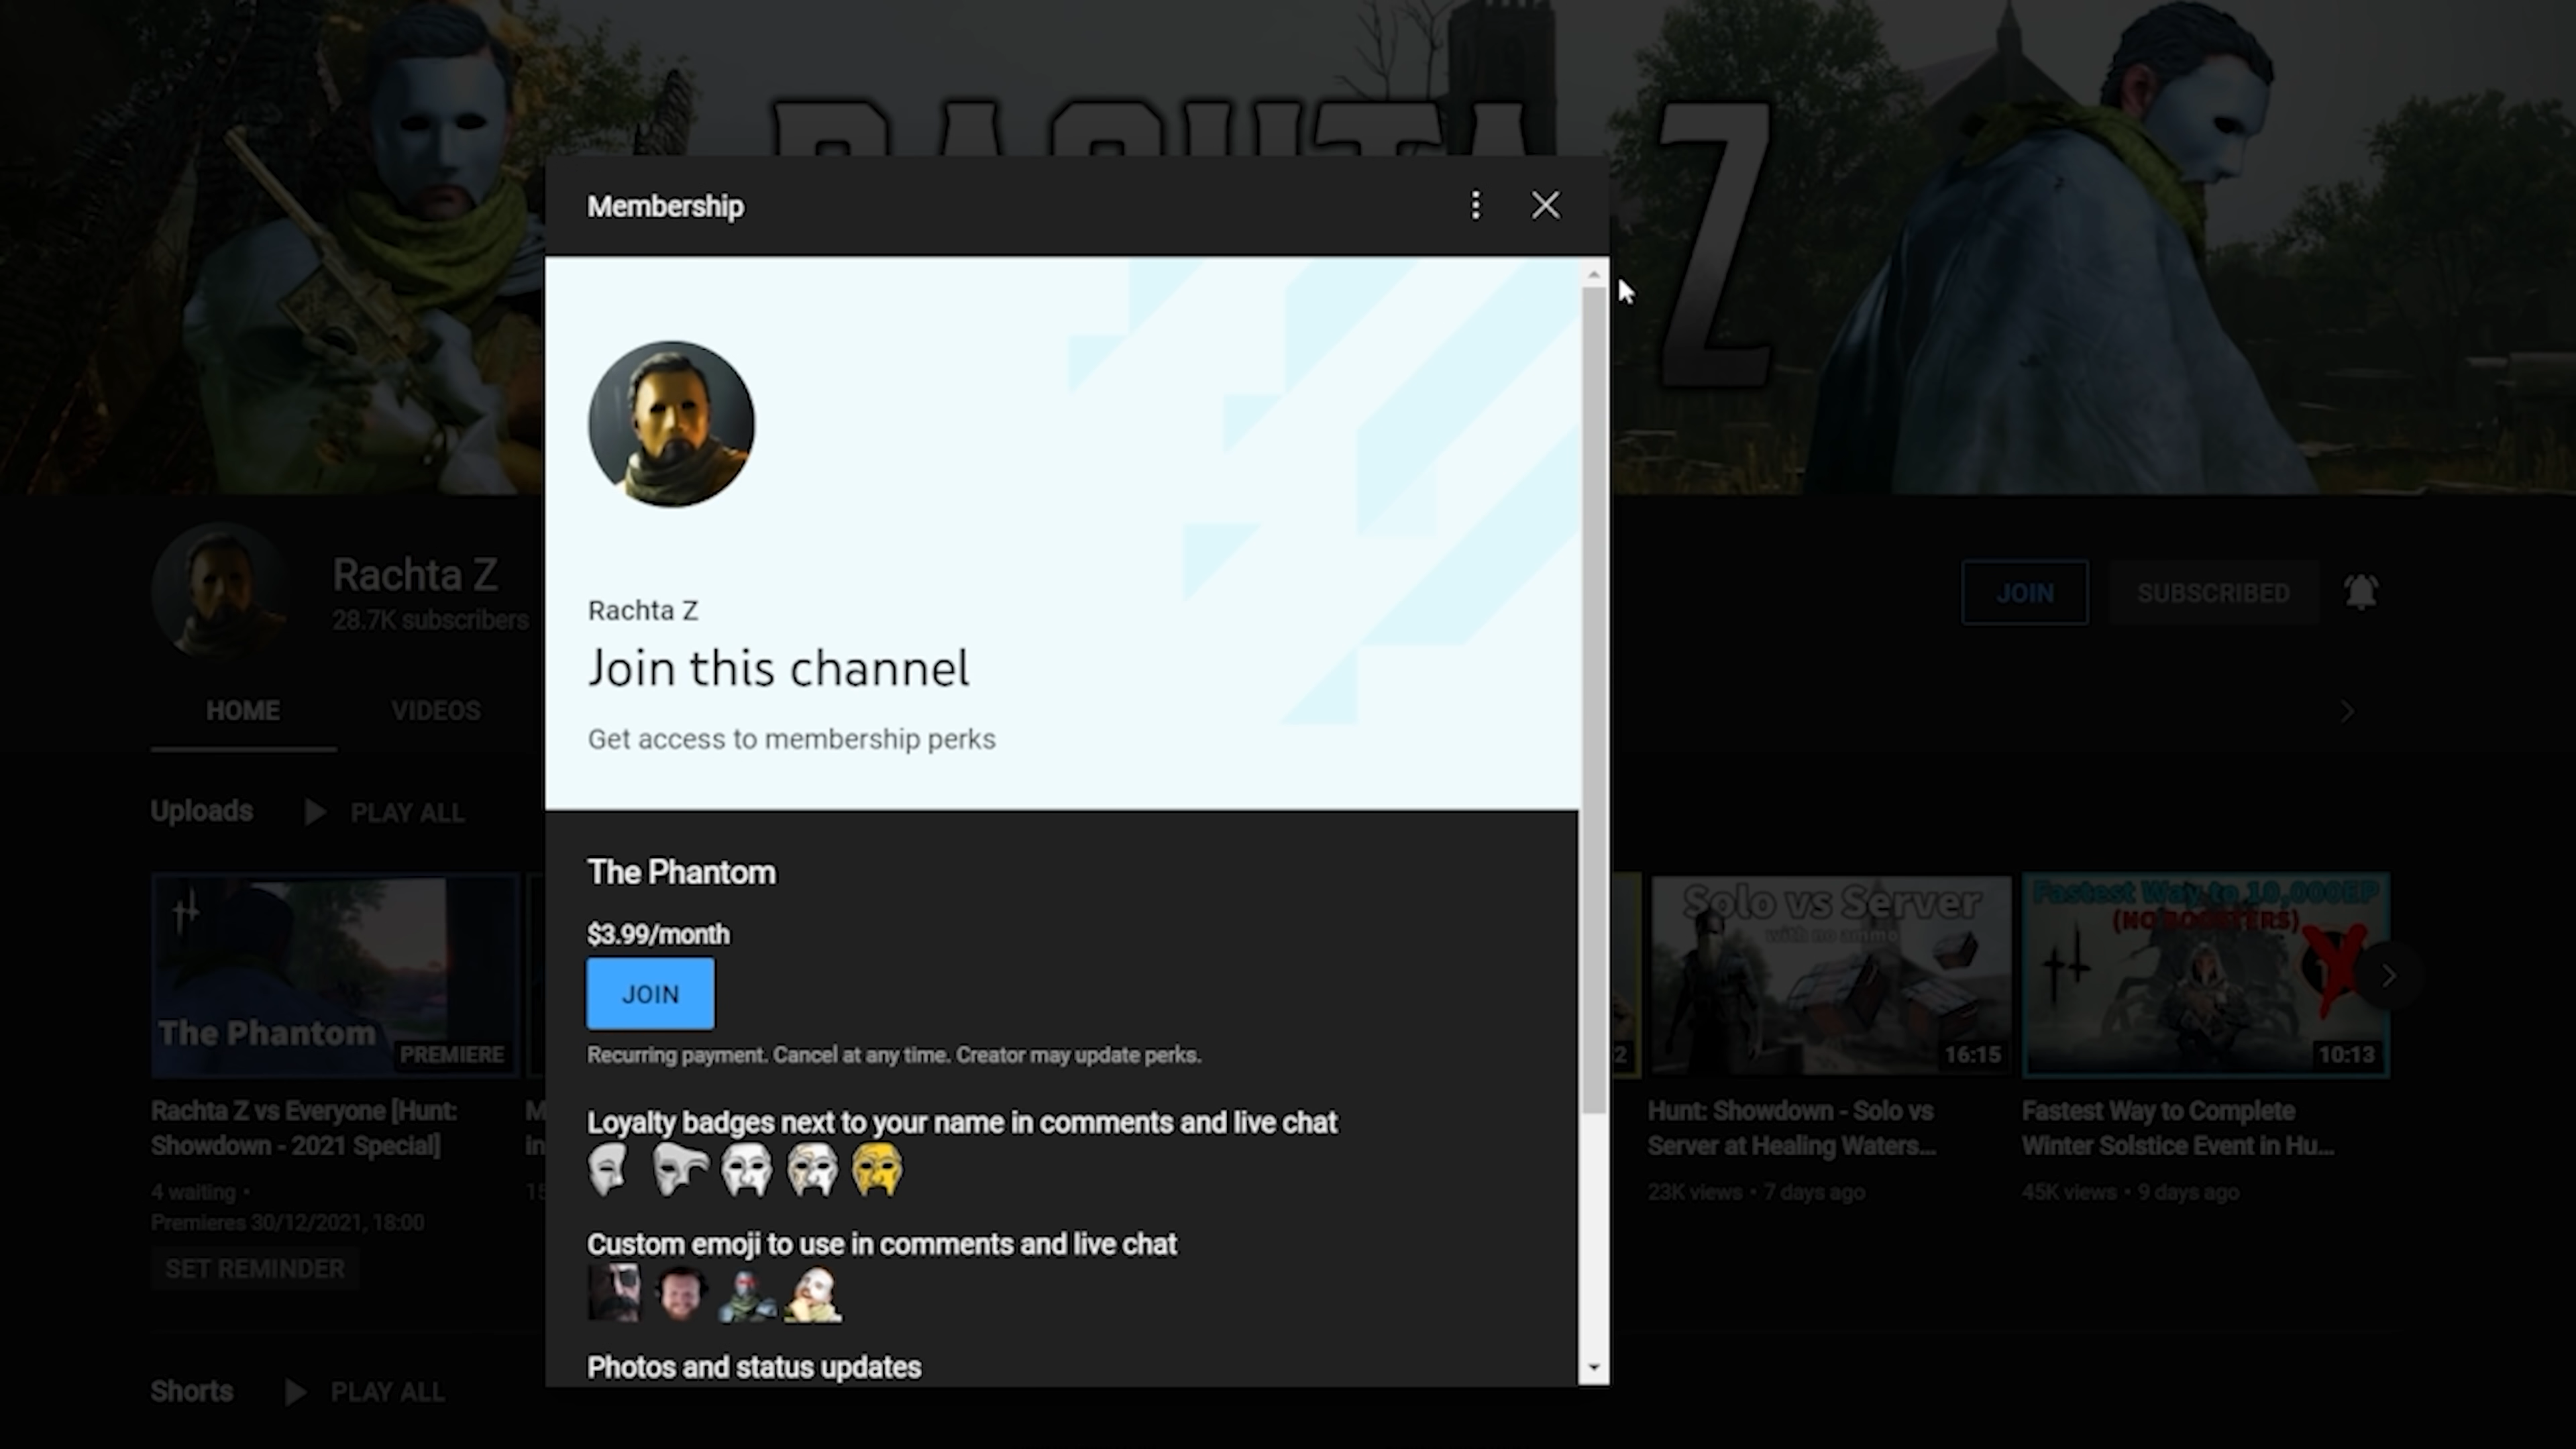 RACHTA Z
Membership
Rachta Z
Join this channel
Get access to membership perks
The Phantom
$3.99/month
JOIN
Recurring payment. Cancel at any time. Creator may update perks.
Loyalty badges next to your name in comments and live chat
Custom emoji to use in comments and live chat
Photos and status updates
Rachta Z
28.7K subscribers
JOIN
SUBSCRIBED
HOME
VIDEOS
Uploads
PLAY ALL
The Phantom
PREMIERE
Rachta Z vs Everyone [Hunt:
Showdown - 2021 Special]
4 waiting •
Premieres 30/12/2021, 18:00
SET REMINDER
Solo vs Server
with no ammo
16:15
Hunt: Showdown - Solo vs
Server at Healing Waters...
23K views • 7 days ago
Fastest Way to 10,000EP
(NO BOOSTERS)
10:13
Fastest Way to Complete
Winter Solstice Event in Hu...
45K views • 9 days ago
Shorts
PLAY ALL